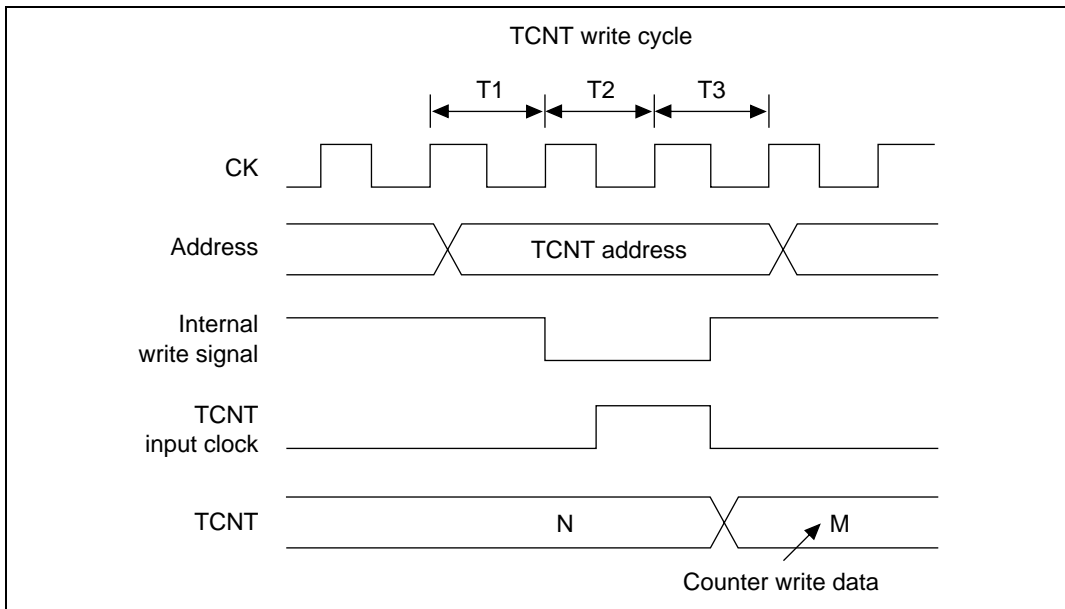 TCNT write cycle
T1 T2 T3
CK
Address
TCNT address
Internal
write signal
TCNT
input clock
TCNT
N
M
Counter write data